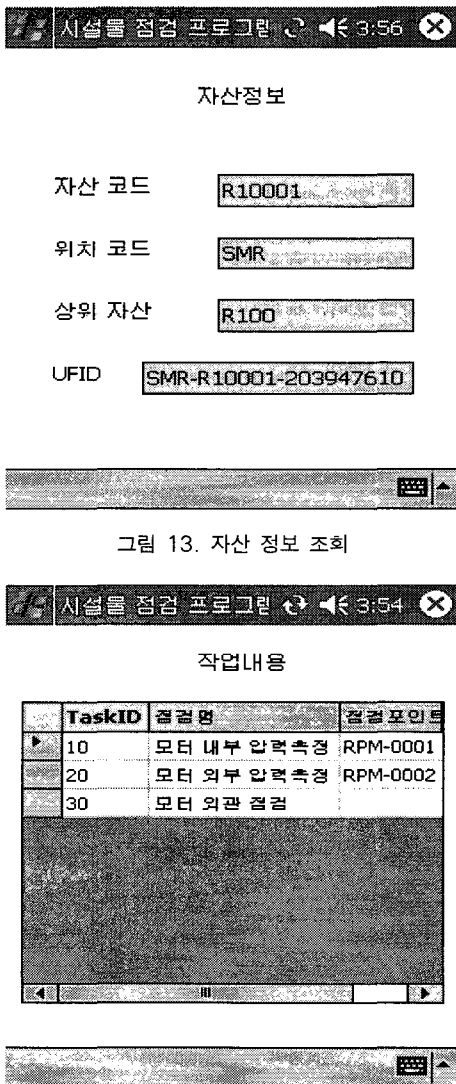 시설물 점검 프로그램 3:56
자산정보
자산 코드 R10001
위치 코드 SMR
상위 자산 R100
UFID SMR-R10001-203947610
그림 13. 자산 정보 조회
시설물 점검 프로그램 3:54
작업내용
TaskID 점검명 점검포인트
10 모터 내부 압력측정 RPM-0001
20 모터 외부 압력측정 RPM-0002
30 모터 외관 점검